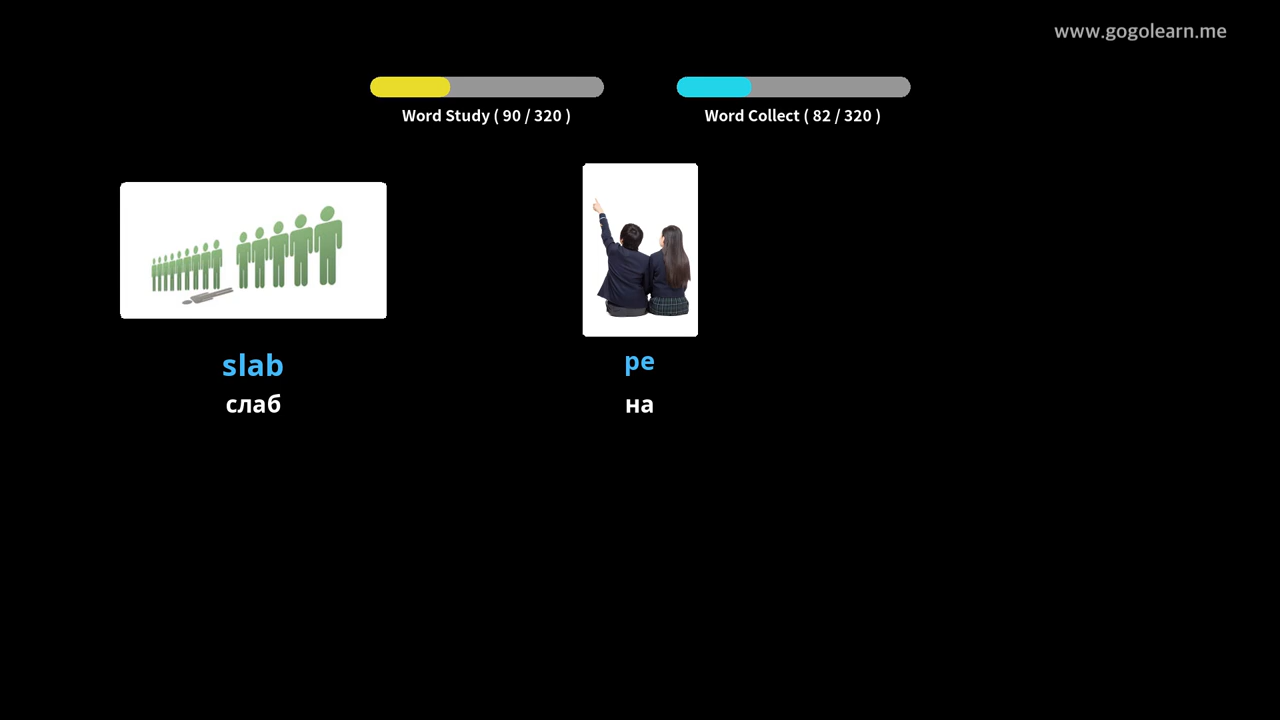 www.gogolearn.me
Word Study ( 90 / 320 )
Word Collect ( 82 / 320 )
slab
слаб
pe
на